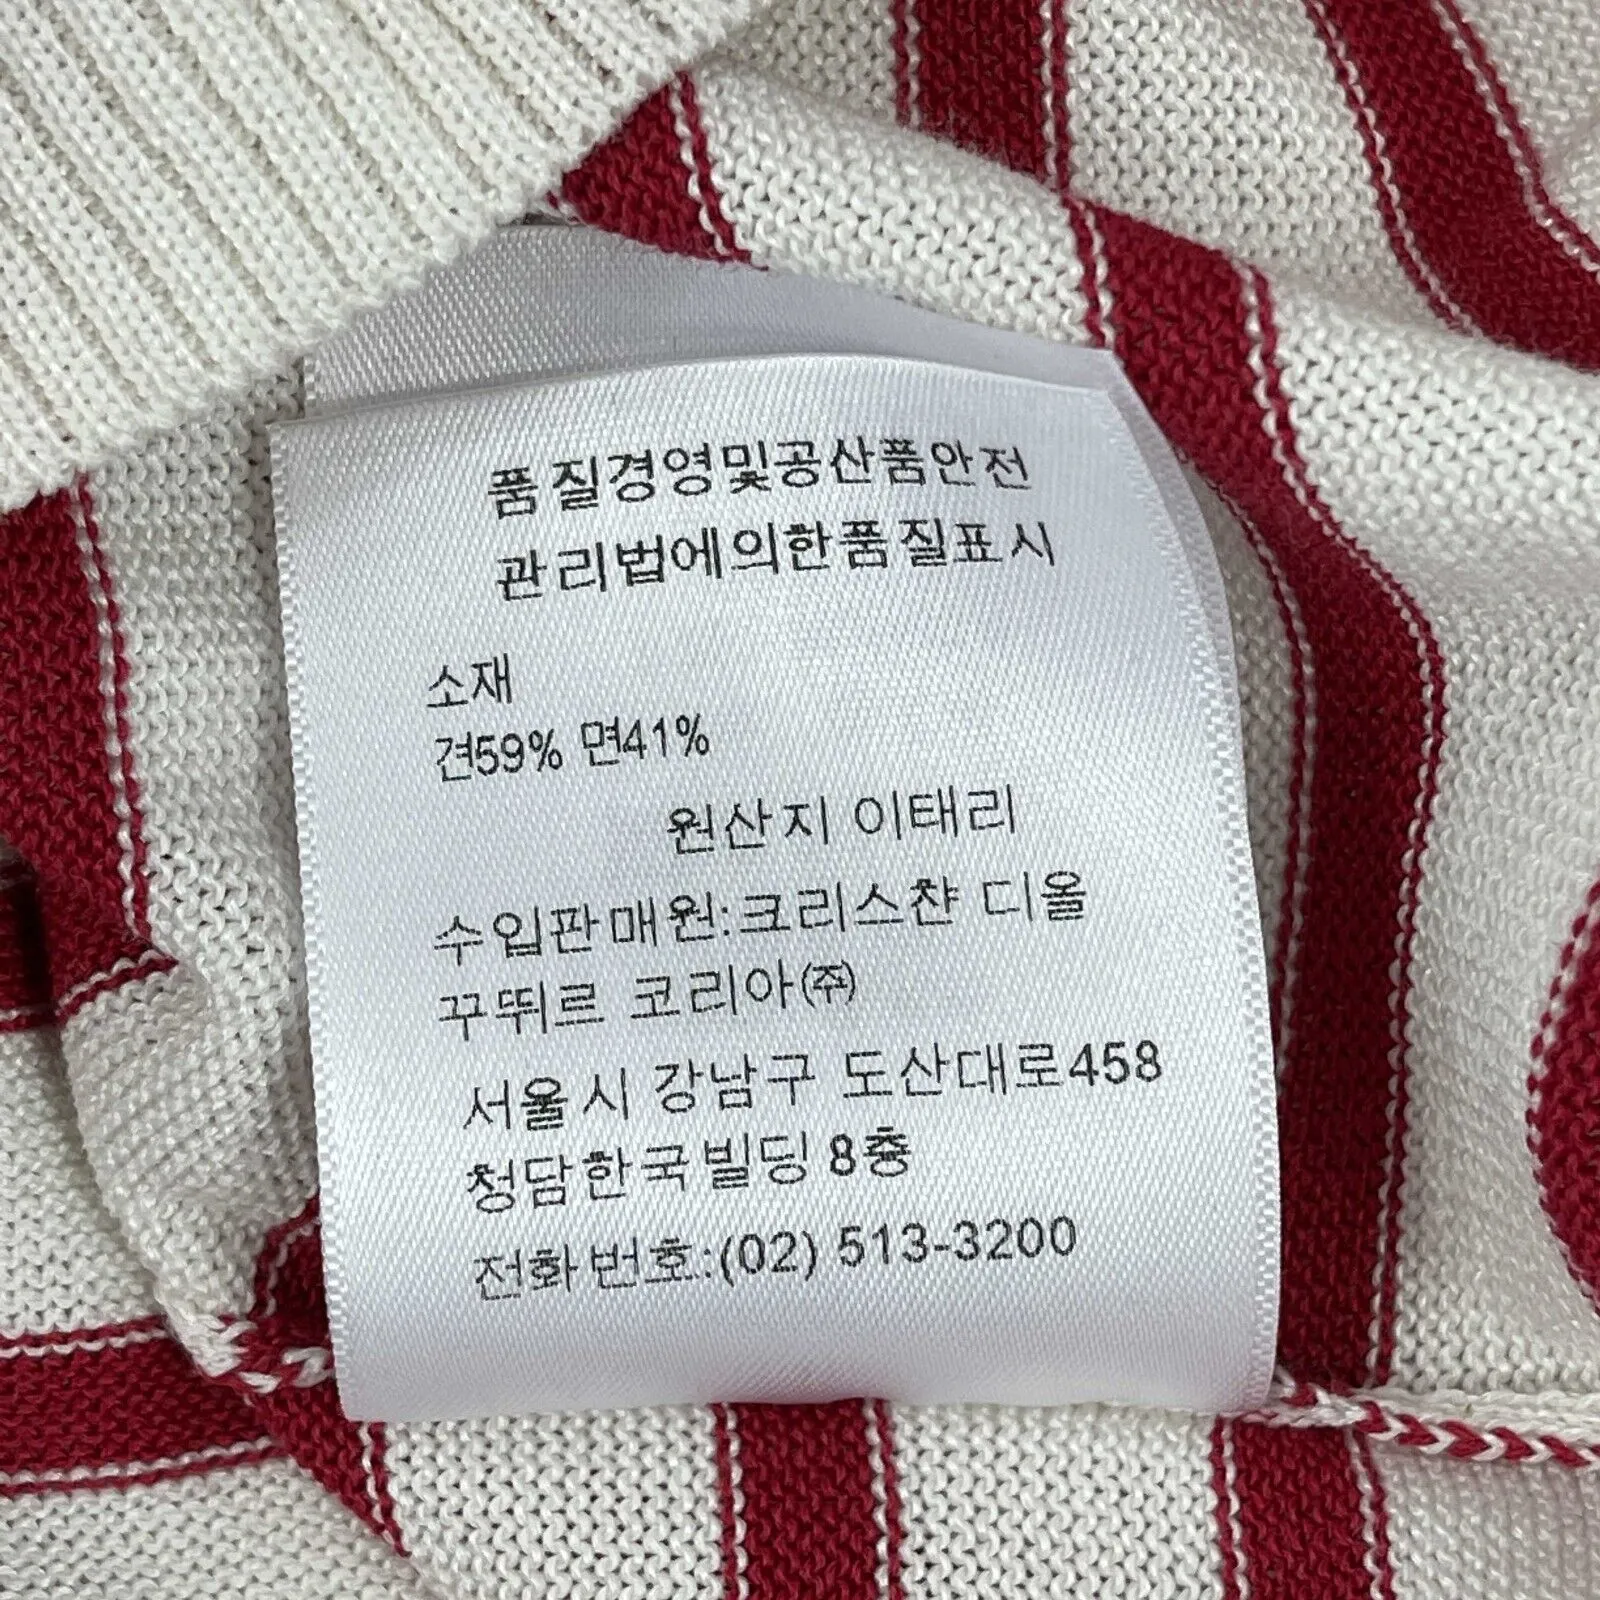 품질경영및공산품안전
관리법에의한품질표시
소재
견59% 면41%
원산지 이태리
수입판매원:크리스챤 디올
꾸뛰르 코리아㈜
서울시 강남구 도산대로458
청담한국빌딩 8층
전화번호:(02) 513-3200